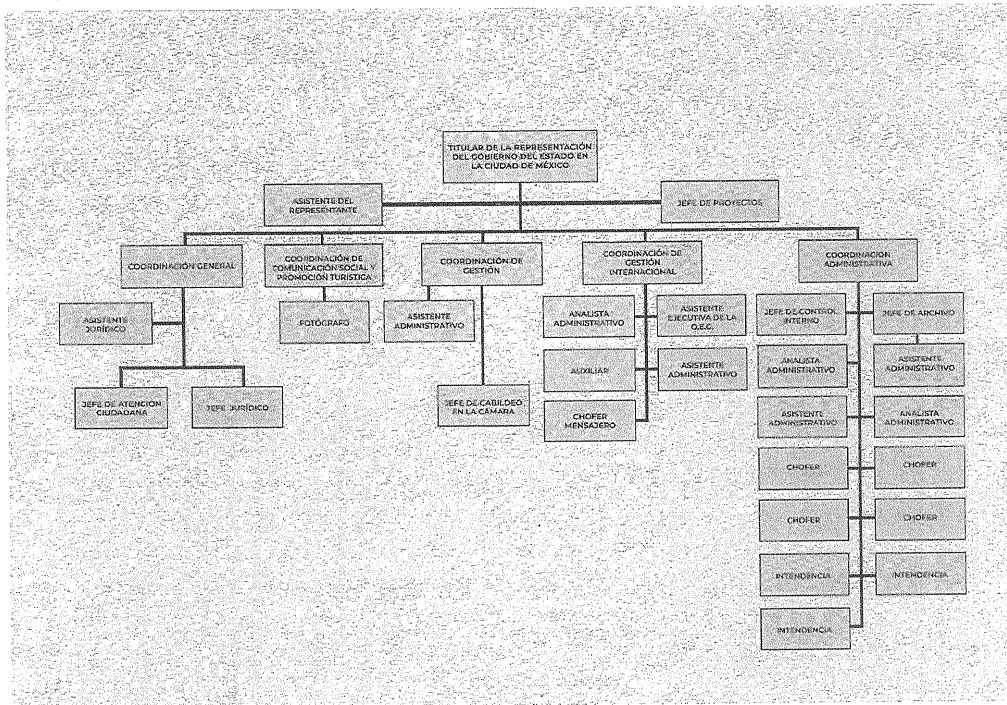 TITULAR DE LA REPRESENTACIÓN
DEL GOBIERNO DEL ESTADO EN
LA CIUDAD DE MÉXICO
ASISTENTE DEL
REPRESENTANTE
JEFE DE PROYECTOS
COORDINACIÓN GENERAL
COORDINACIÓN DE
COMUNICACIÓN SOCIAL Y
PROMOCIÓN TURÍSTICA
COORDINACIÓN DE
GESTIÓN
COORDINACIÓN DE
GESTIÓN
INTERNACIONAL
COORDINACIÓN
ADMINISTRATIVA
ASISTENTE
JURÍDICO
JEFE DE ATENCIÓN
CIUDADANA
JEFE JURÍDICO
FOTÓGRAFO
ASISTENTE
ADMINISTRATIVO
JEFE DE CABILDEO
EN LA CÁMARA
ANALISTA
ADMINISTRATIVO
ASISTENTE
EJECUTIVA DE LA
O.E.G.
AUXILIAR
ASISTENTE
ADMINISTRATIVO
CHOFER
MENSAJERO
JEFE DE CONTROL
INTERNO
JEFE DE ARCHIVO
ANALISTA
ADMINISTRATIVO
ASISTENTE
ADMINISTRATIVO
ASISTENTE
ADMINISTRATIVO
ANALISTA
ADMINISTRATIVO
CHOFER
CHOFER
CHOFER
CHOFER
INTENDENCIA
INTENDENCIA
INTENDENCIA